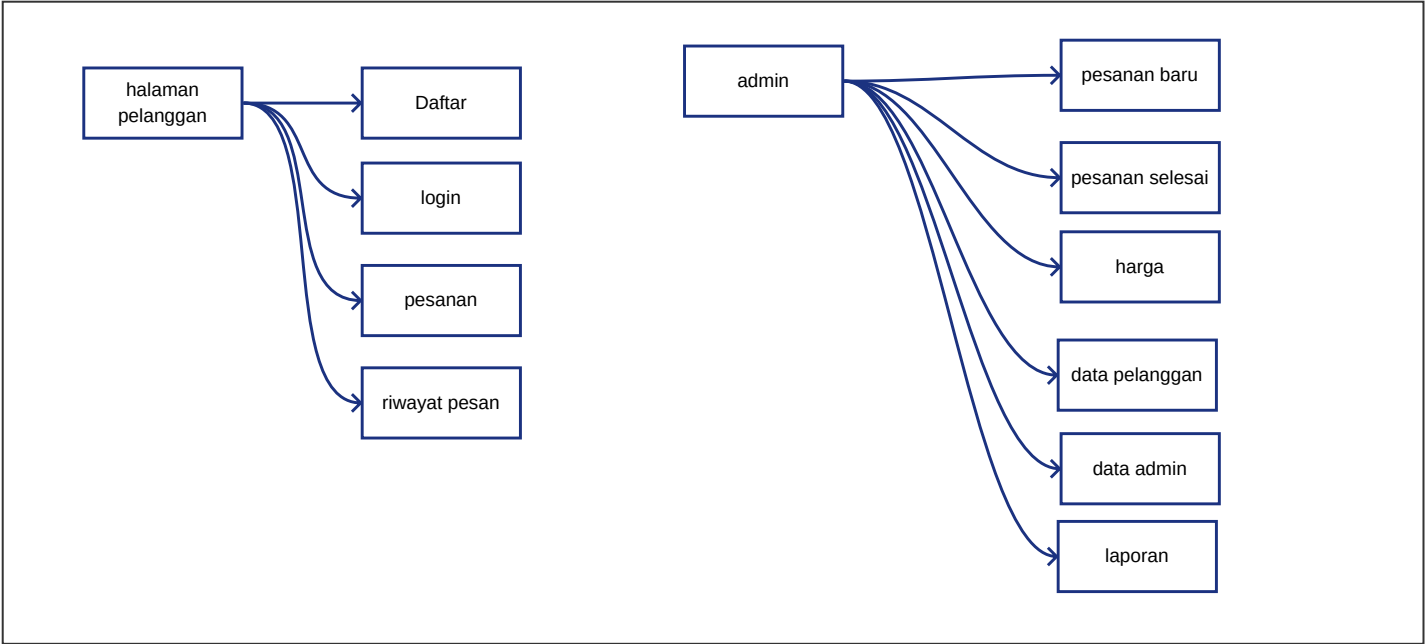 halaman
pelanggan
Daftar
login
pesanan
riwayat pesan
admin
pesanan baru
pesanan selesai
harga
data pelanggan
data admin
laporan